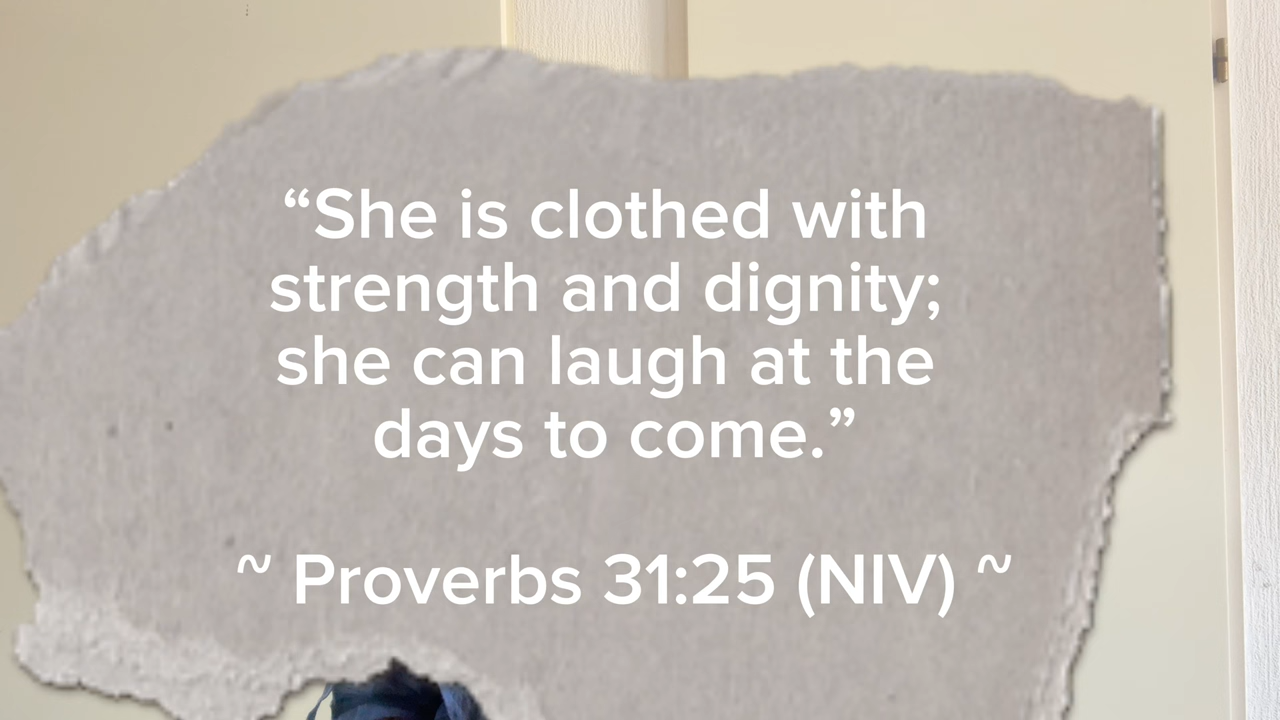 “She is clothed with
strength and dignity;
she can laugh at the
days to come.”
~ Proverbs 31:25 (NIV) ~